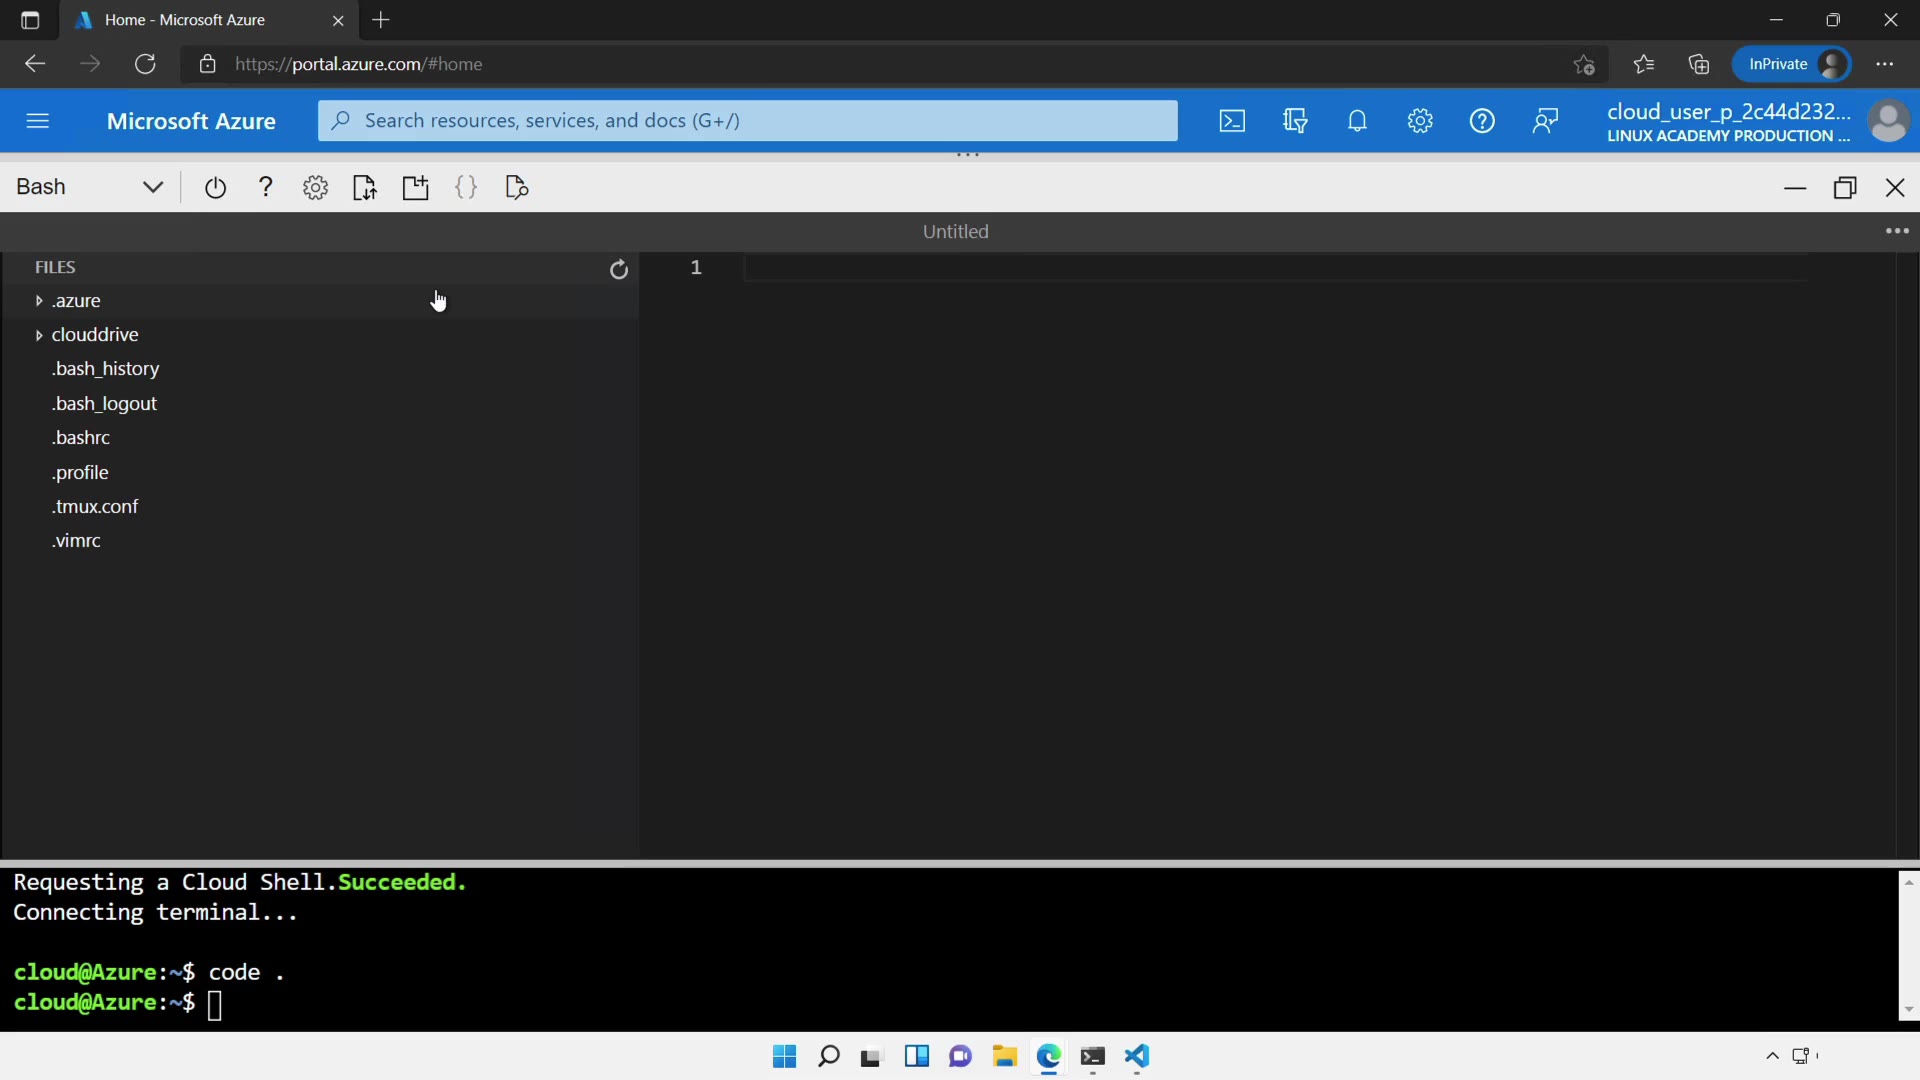 Home - Microsoft Azure
https://portal.azure.com/#home
InPrivate
Microsoft Azure
Search resources, services, and docs (G+/)
cloud_user_p_2c44d232...
LINUX ACADEMY PRODUCTION ...
Bash
Untitled
FILES
1
.azure
clouddrive
.bash_history
.bash_logout
.bashrc
.profile
.tmux.conf
.vimrc
Requesting a Cloud Shell.Succeeded.
Connecting terminal...
cloud@Azure:~$ code .
cloud@Azure:~$